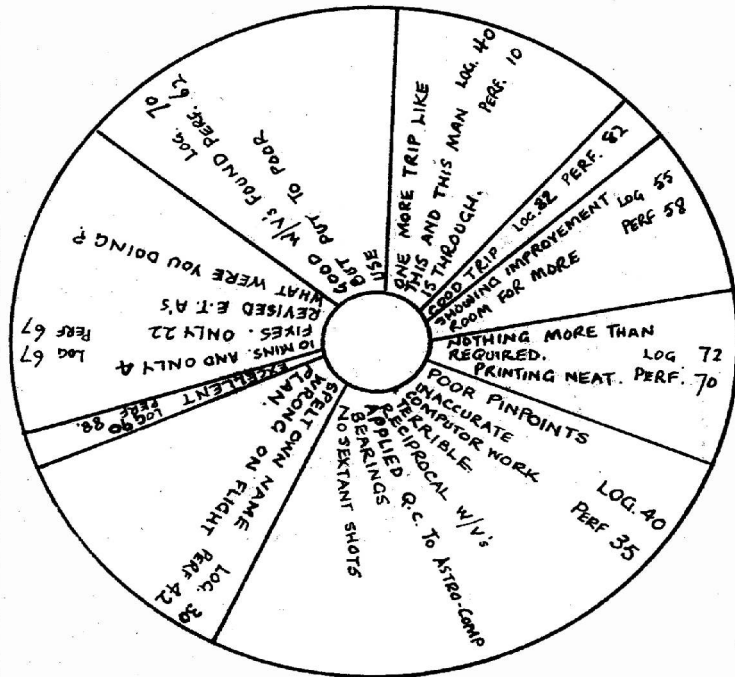 ONE MORE TRIP LIKE
THIS AND THIS MAN LOG. 40
IS THROUGH. PERF. 10
GOOD TRIP LOG. 82 PERF. 82
SHOWING IMPROVEMENT LOG 55
ROOM FOR MORE PERF 58
NOTHING MORE THAN
REQUIRED. LOG 72
PRINTING NEAT. PERF. 70
POOR PINPOINTS
INACCURATE
COMPUTOR WORK
TERRIBLE. LOG. 40
RECIPROCAL W/V's PERF 35
APPLIED Q.C. TO ASTRO-COMP
BEARINGS
NO SEXTANT SHOTS
SPELT OWN NAME
WRONG ON FLIGHT
PLAN. LOG. 38
PERF 42
EXCELLENT LOG 90
PERF 88.
10 MINS. AND ONLY 4 LOG 67
FIXES. ONLY 22 PERF 67
REVISED E.T.A'S
WHAT WERE YOU DOING?
LOG. 70
GOOD W/V's FOUND PERF. 62
BUT PUT TO POOR
USE